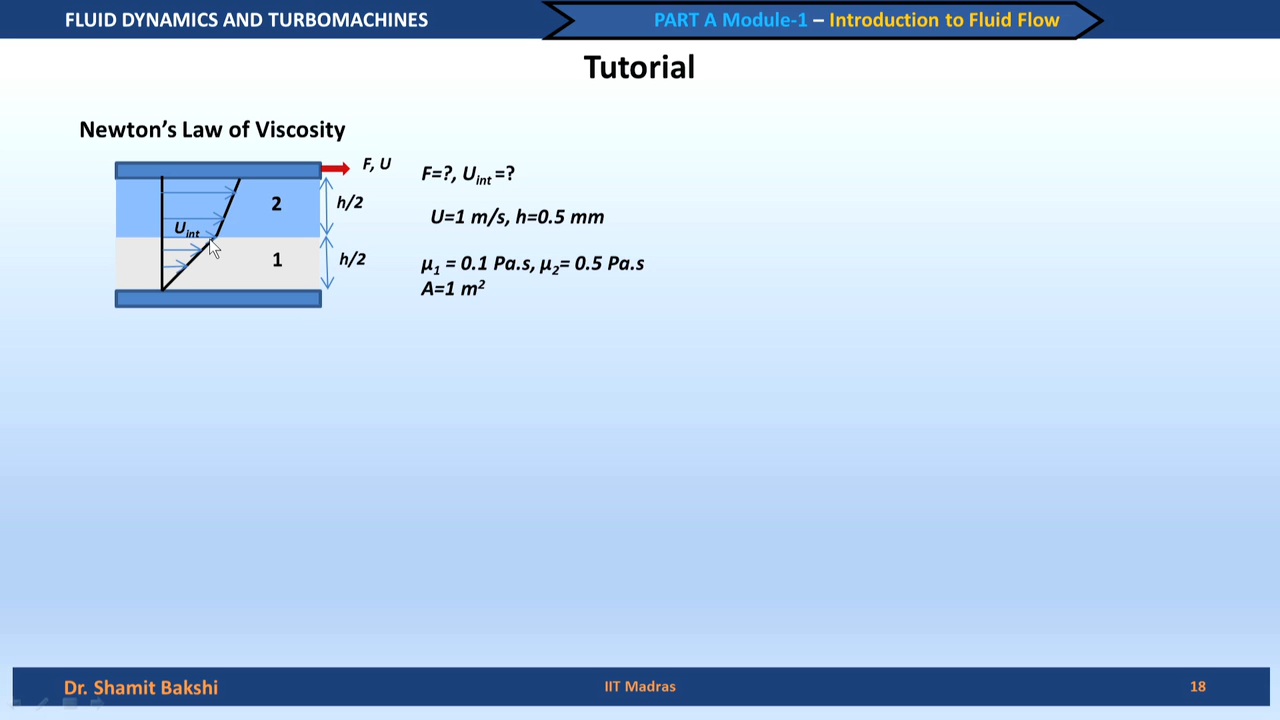 FLUID DYNAMICS AND TURBOMACHINES
PART A Module-1 – Introduction to Fluid Flow
Tutorial
Newton's Law of Viscosity
F, U
F=?, Uint =?
2
h/2
U=1 m/s, h=0.5 mm
Uint
1
h/2
μ1 = 0.1 Pa.s, μ2= 0.5 Pa.s
A=1 m²
Dr. Shamit Bakshi
IIT Madras
18